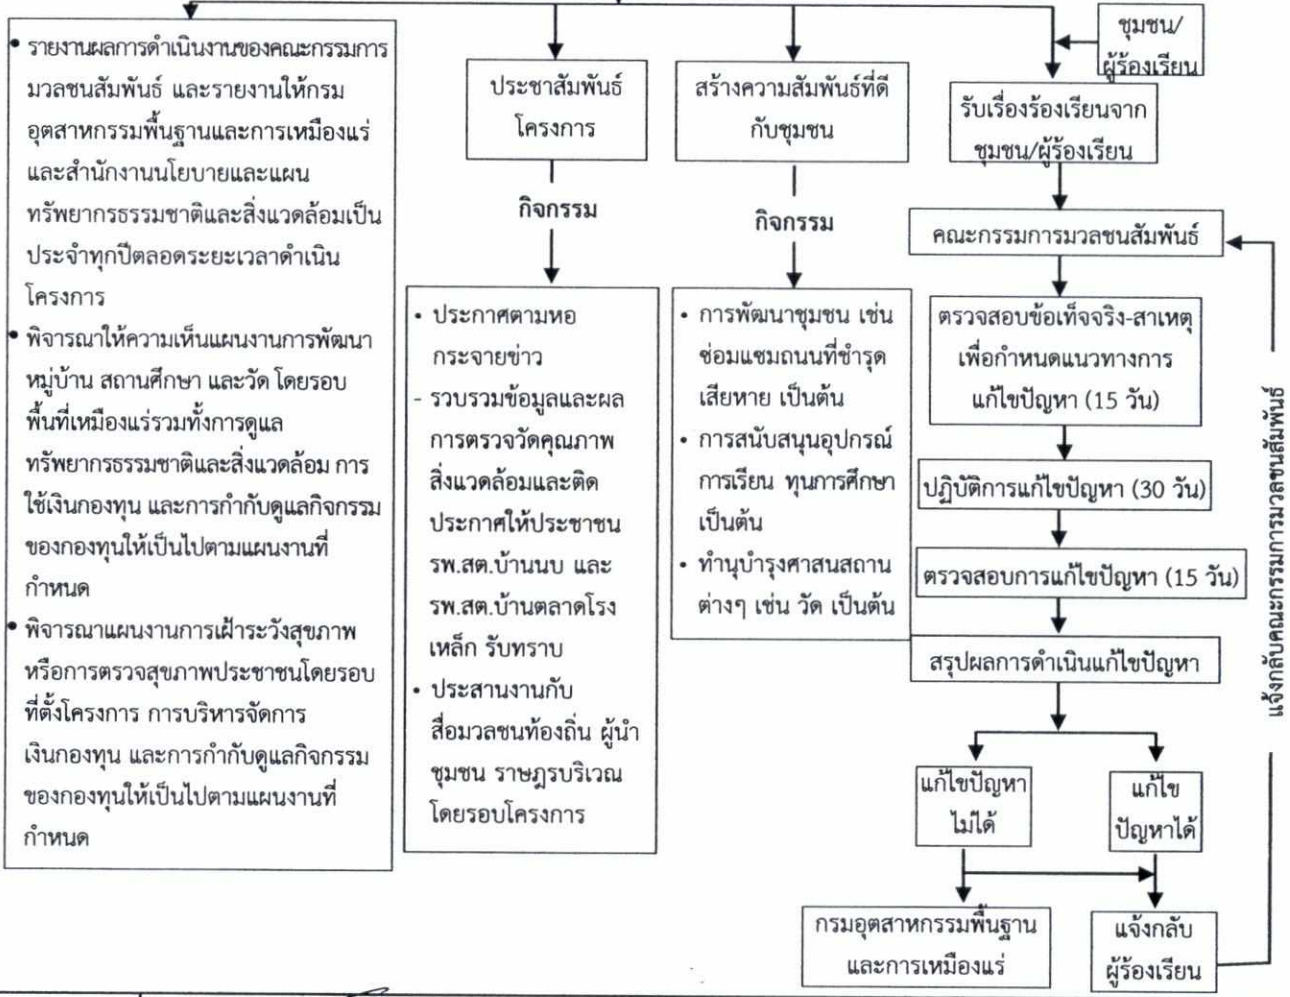 • รายงานผลการดำเนินงานของคณะกรรมการ
มวลชนสัมพันธ์ และรายงานให้กรม
อุตสาหกรรมพื้นฐานและการเหมืองแร่
และสำนักงานนโยบายและแผน
ทรัพยากรธรรมชาติและสิ่งแวดล้อมเป็น
ประจำทุกปีตลอดระยะเวลาดำเนิน
โครงการ
• พิจารณาให้ความเห็นแผนงานการพัฒนา
หมู่บ้าน สถานศึกษา และวัด โดยรอบ
พื้นที่เหมืองแร่รวมทั้งการดูแล
ทรัพยากรธรรมชาติและสิ่งแวดล้อม การ
ใช้เงินกองทุน และการกำกับดูแลกิจกรรม
ของกองทุนให้เป็นไปตามแผนงานที่
กำหนด
• พิจารณาแผนงานการเฝ้าระวังสุขภาพ
หรือการตรวจสุขภาพประชาชนโดยรอบ
ที่ตั้งโครงการ การบริหารจัดการ
เงินกองทุน และการกำกับดูแลกิจกรรม
ของกองทุนให้เป็นไปตามแผนงานที่
กำหนด
ประชาสัมพันธ์
โครงการ
กิจกรรม
• ประกาศตามหอ
กระจายข่าว
- รวบรวมข้อมูลและผล
การตรวจวัดคุณภาพ
สิ่งแวดล้อมและติด
ประกาศให้ประชาชน
รพ.สต.บ้านนบ และ
รพ.สต.บ้านตลาดโรง
เหล็ก รับทราบ
• ประสานงานกับ
สื่อมวลชนท้องถิ่น ผู้นำ
ชุมชน ราษฎรบริเวณ
โดยรอบโครงการ
สร้างความสัมพันธ์ที่ดี
กับชุมชน
กิจกรรม
• การพัฒนาชุมชน เช่น
ซ่อมแซมถนนที่ชำรุด
เสียหาย เป็นต้น
• การสนับสนุนอุปกรณ์
การเรียน ทุนการศึกษา
เป็นต้น
• ทำนุบำรุงศาสนสถาน
ต่างๆ เช่น วัด เป็นต้น
ชุมชน/
ผู้ร้องเรียน
รับเรื่องร้องเรียนจาก
ชุมชน/ผู้ร้องเรียน
คณะกรรมการมวลชนสัมพันธ์
ตรวจสอบข้อเท็จจริง-สาเหตุ
เพื่อกำหนดแนวทางการ
แก้ไขปัญหา (15 วัน)
ปฏิบัติการแก้ไขปัญหา (30 วัน)
ตรวจสอบการแก้ไขปัญหา (15 วัน)
สรุปผลการดำเนินแก้ไขปัญหา
แก้ไขปัญหา
ไม่ได้
แก้ไข
ปัญหาได้
กรมอุตสาหกรรมพื้นฐาน
และการเหมืองแร่
แจ้งกลับ
ผู้ร้องเรียน
แจ้งกลับคณะกรรมการมวลชนสัมพันธ์